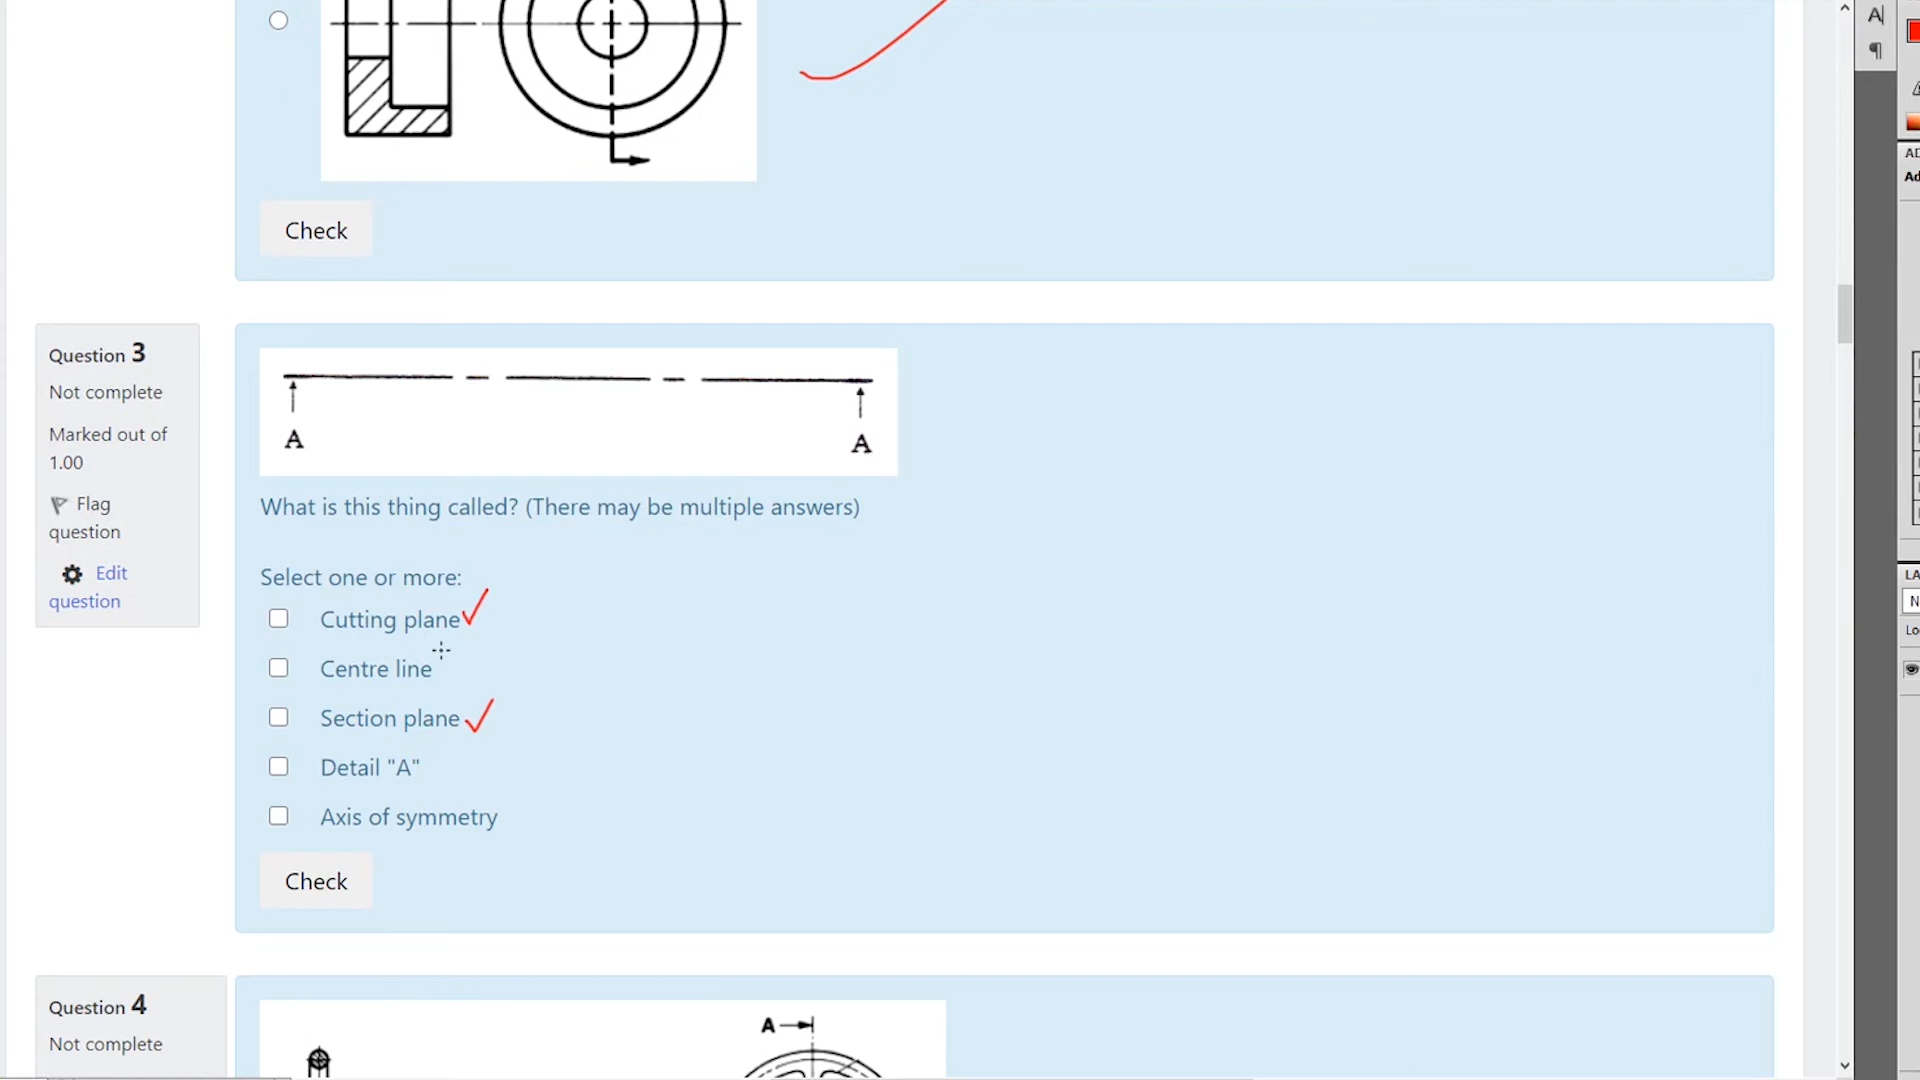 Check
Question 3
Not complete
Marked out of
1.00
Flag
question
Edit
question
A
A
What is this thing called? (There may be multiple answers)
Select one or more:
Cutting plane
Centre line
Section plane
Detail "A"
Axis of symmetry
Check
Question 4
Not complete
A
A
¶